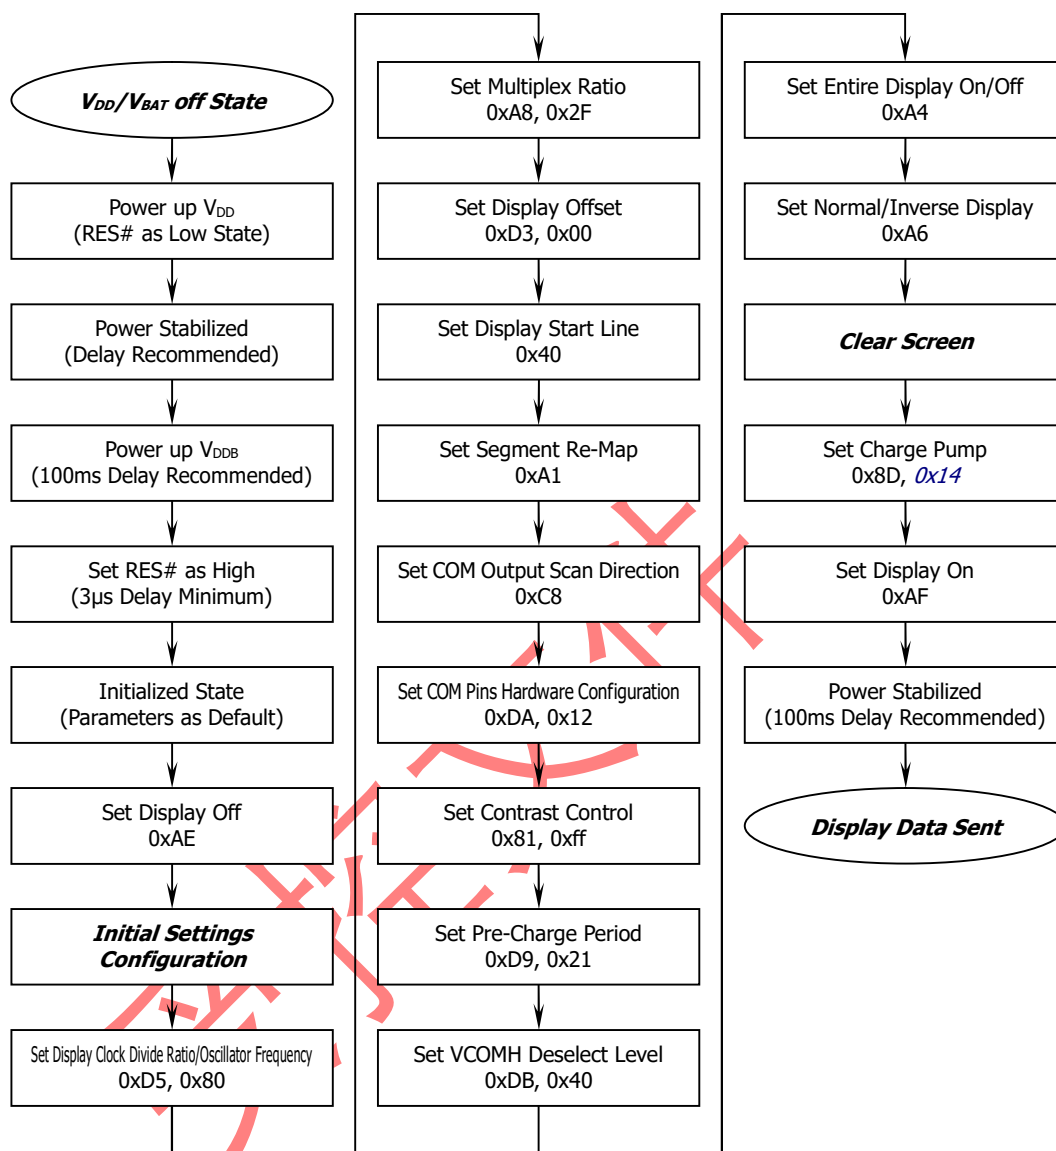 V_DD/V_BAT off State
Power up V_DD
(RES# as Low State)
Power Stabilized
(Delay Recommended)
Power up V_DDB
(100ms Delay Recommended)
Set RES# as High
(3μs Delay Minimum)
Initialized State
(Parameters as Default)
Set Display Off
0xAE
Initial Settings
Configuration
Set Display Clock Divide Ratio/Oscillator Frequency
0xD5, 0x80
Set Multiplex Ratio
0xA8, 0x2F
Set Display Offset
0xD3, 0x00
Set Display Start Line
0x40
Set Segment Re-Map
0xA1
Set COM Output Scan Direction
0xC8
Set COM Pins Hardware Configuration
0xDA, 0x12
Set Contrast Control
0x81, 0xff
Set Pre-Charge Period
0xD9, 0x21
Set VCOMH Deselect Level
0xDB, 0x40
Set Entire Display On/Off
0xA4
Set Normal/Inverse Display
0xA6
Clear Screen
Set Charge Pump
0x8D, 0x14
Set Display On
0xAF
Power Stabilized
(100ms Delay Recommended)
Display Data Sent